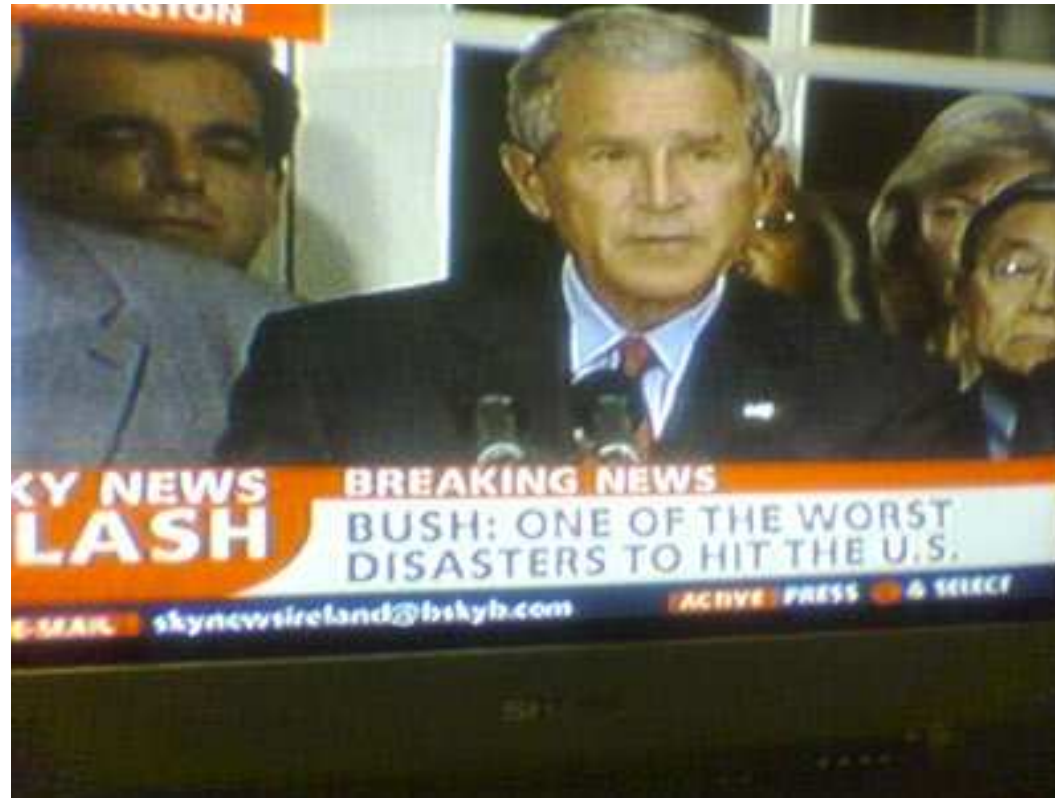 KY NEWS
LASH
BREAKING NEWS
BUSH: ONE OF THE WORST
DISASTERS TO HIT THE U.S.
skynewsireland@bskyb.com
ACTIVE PRESS & SELECT